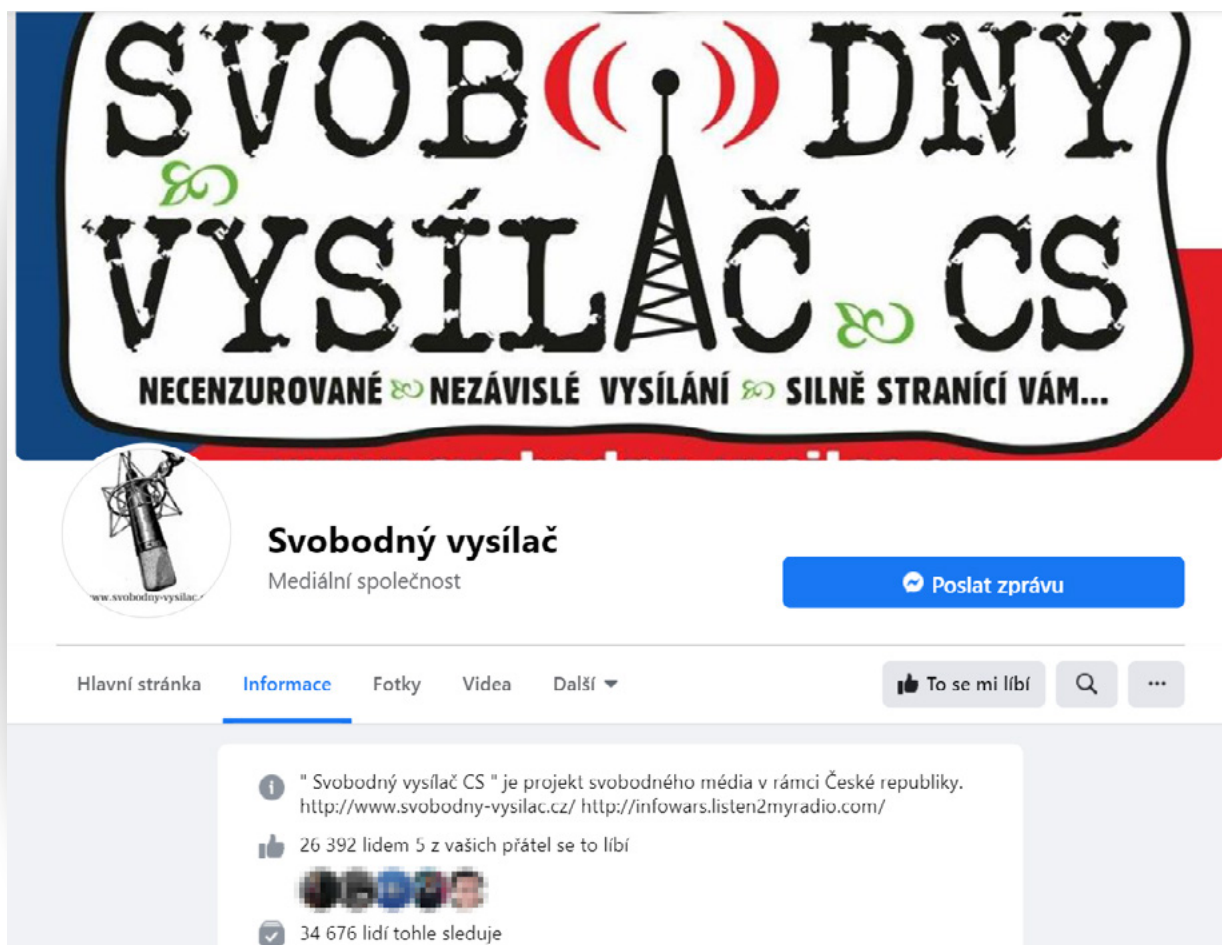 SVOBODNÝ
VYSÍLAČ CS
NECENZUROVANÉ NEZÁVISLÉ VYSÍLÁNÍ SILNĚ STRANÍCÍ VÁM...
Svobodný vysílač
Mediální společnost
Poslat zprávu
Hlavní stránka Informace Fotky Videa Další To se mi líbí ...
" Svobodný vysílač CS " je projekt svobodného média v rámci České republiky.
http://www.svobodny-vysilac.cz/ http://infowars.listen2myradio.com/
26 392 lidem 5 z vašich přátel se to líbí
34 676 lidí tohle sleduje